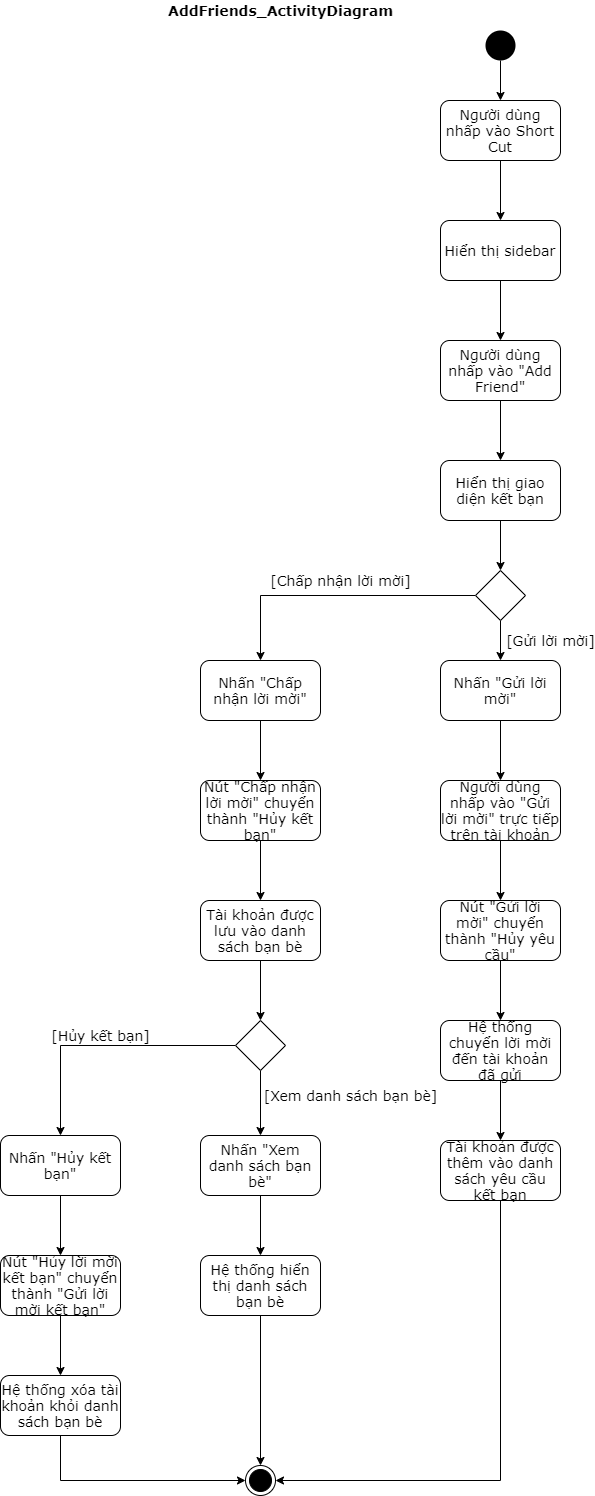 AddFriends_ActivityDiagram
Người dùng
nhấp vào Short
Cut
Hiển thị sidebar
Người dùng
nhấp vào "Add
Friend"
Hiển thị giao
diện kết bạn
[Chấp nhận lời mời]
[Gửi lời mời]
Nhấn "Chấp
nhận lời mời"
Nhấn "Gửi lời
mời"
Nút "Chấp nhận
lời mời" chuyển
thành "Hủy kết
bạn"
Người dùng
nhấp vào "Gửi
lời mời" trực tiếp
trên tài khoản
Tài khoản được
lưu vào danh
sách bạn bè
Nút "Gửi lời
mời" chuyển
thành "Hủy yêu
cầu"
Hệ thống
chuyển lời mời
đến tài khoản
đã gửi
[Hủy kết bạn]
[Xem danh sách bạn bè]
Nhấn "Hủy kết
bạn"
Nhấn "Xem
danh sách bạn
bè"
Tài khoản được
thêm vào danh
sách yêu cầu
kết bạn
Nút "Hủy lời mời
kết bạn" chuyển
thành "Gửi lời
mời kết bạn"
Hệ thống hiển
thị danh sách
bạn bè
Hệ thống xóa tài
khoản khỏi danh
sách bạn bè